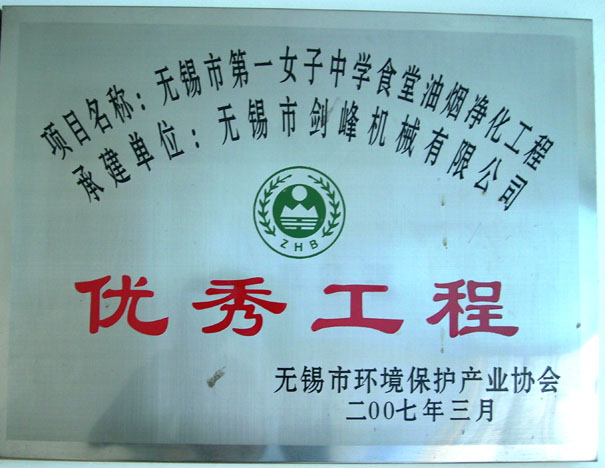 项目名称：无锡市第一女子中学食堂油烟净化工程
承建单位：无锡市剑峰机械有限公司
ZHB
优秀工程
无锡市环境保护产业协会
二00七年三月